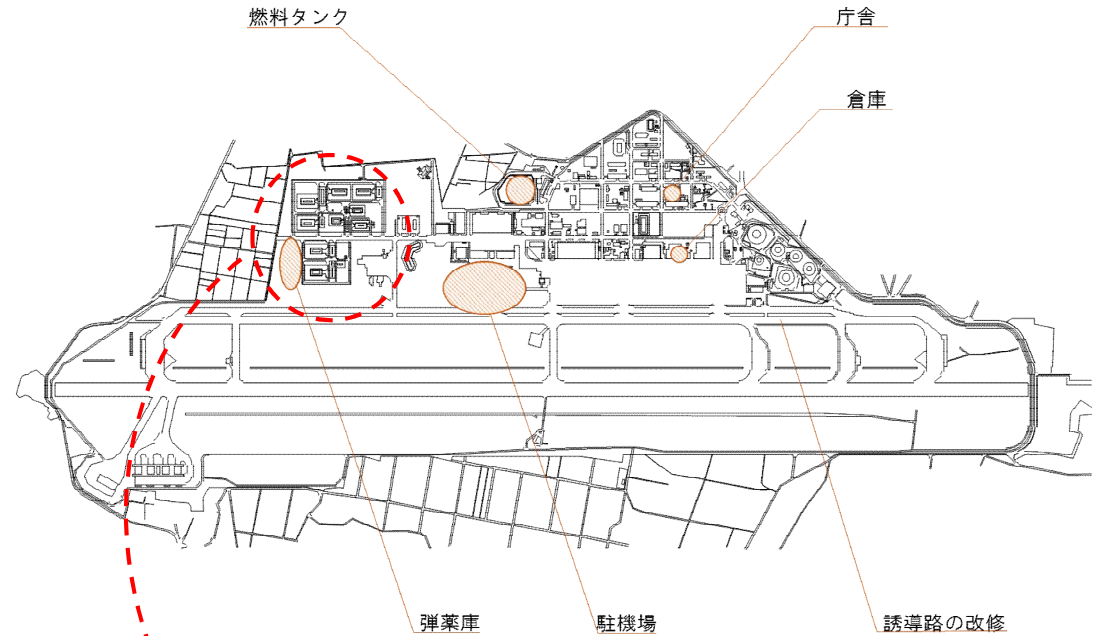 燃料タンク
庁舎
倉庫
弾薬庫
駐機場
誘導路の改修